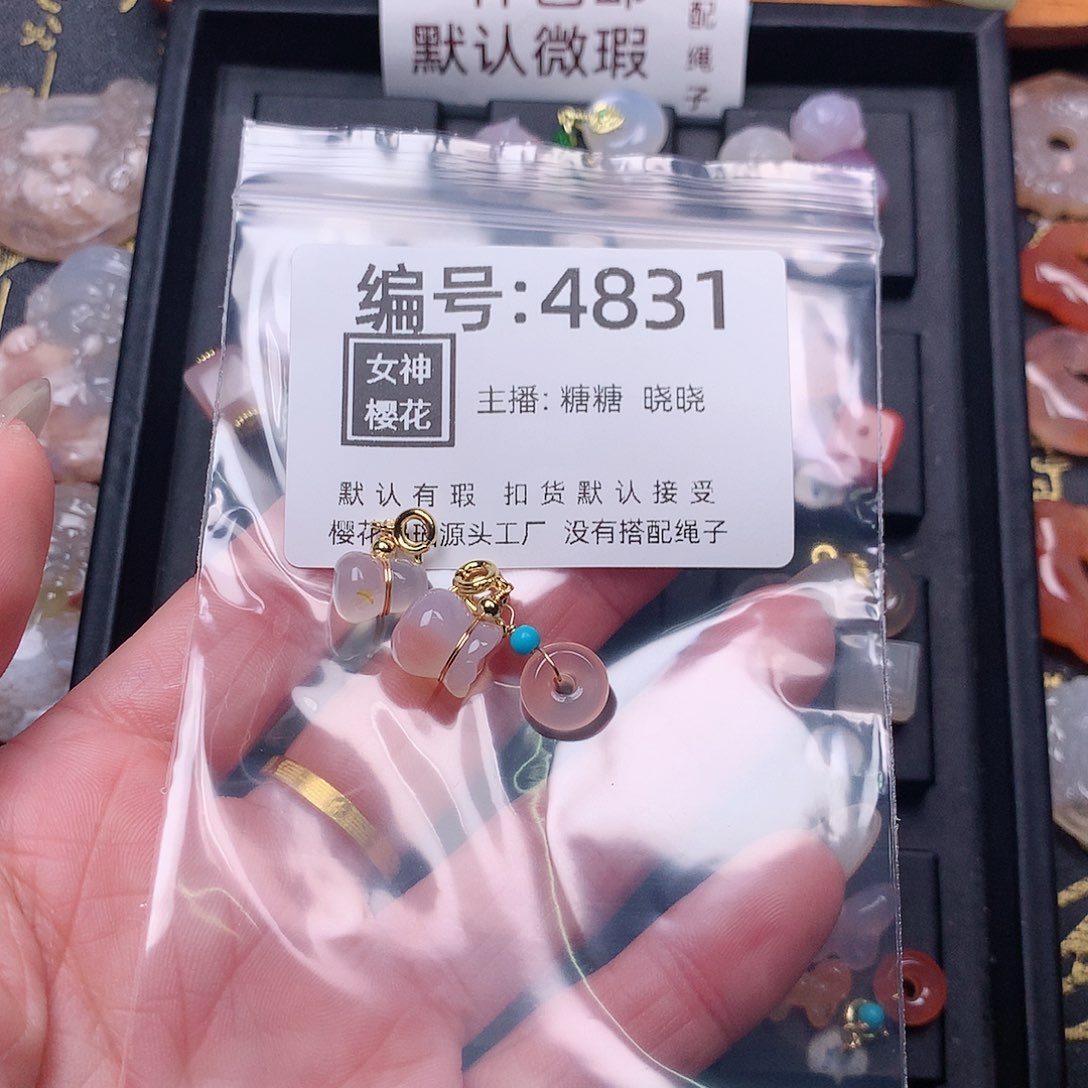 默认微瑕
配绳子
编号:4831
女神
樱花
主播: 糖糖 晓晓
默认有瑕 扣货默认接受
樱花 源头工厂 没有搭配绳子